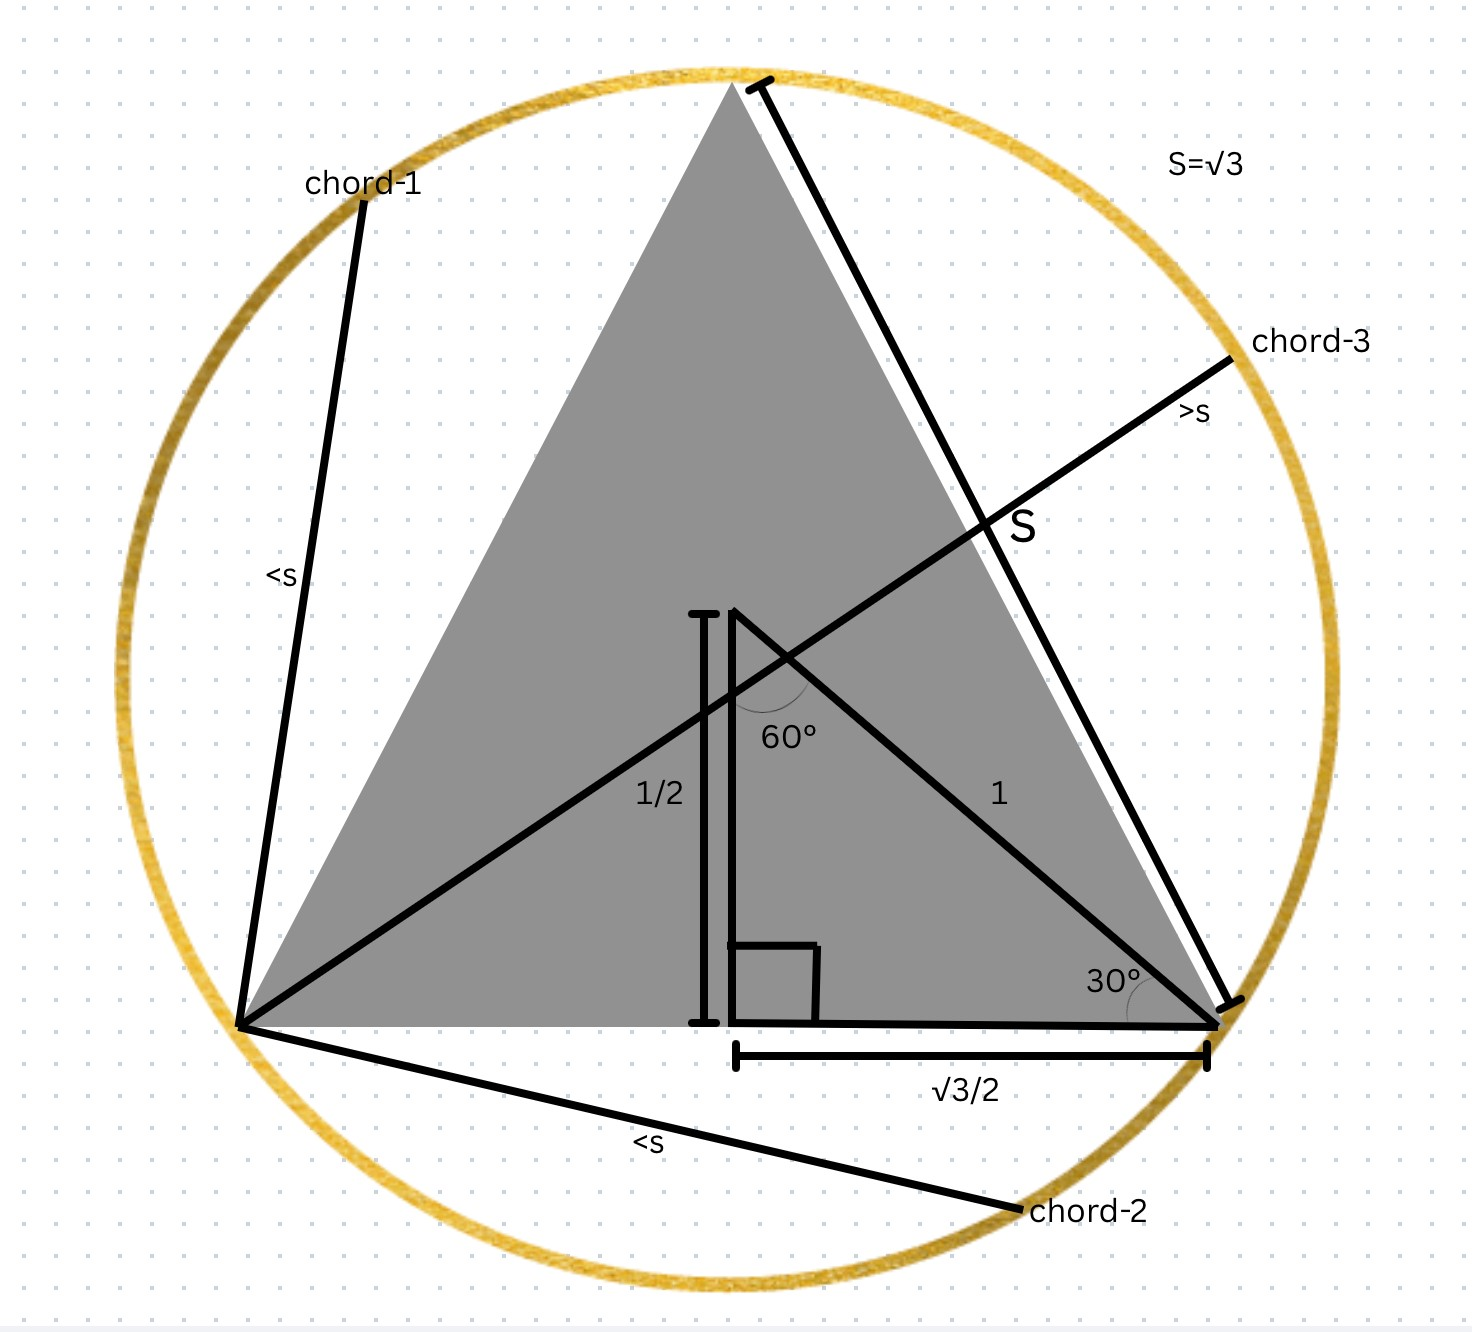 chord-1
S=√3
chord-3
>s
S
<s
60°
1/2
1
30°
√3/2
<s
chord-2